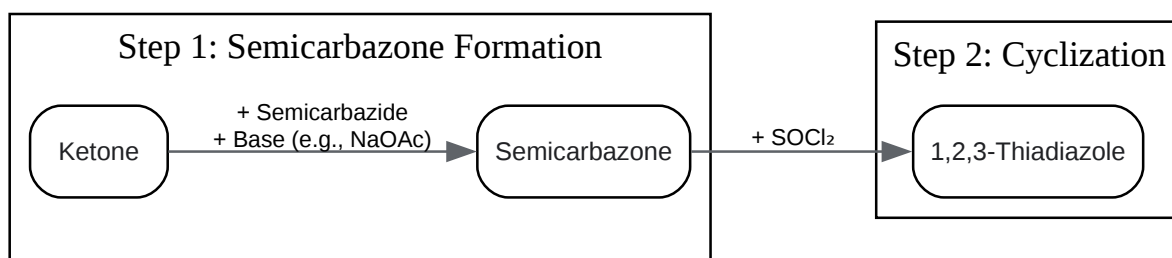 Step 1: Semicarbazone Formation
Step 2: Cyclization
+ Semicarbazide
+ Base (e.g., NaOAc)
+ SOCl₂
Ketone
Semicarbazone
1,2,3-Thiadiazole